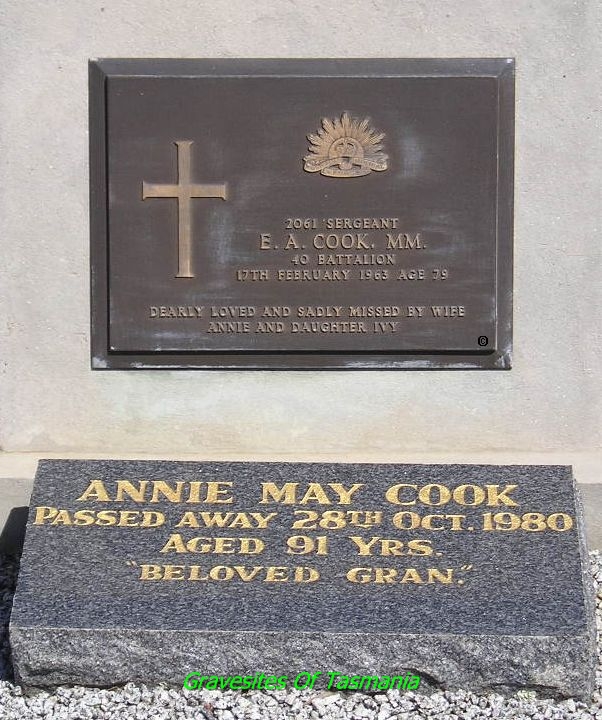 2061 SERGEANT
E. A. COOK. MM.
40 BATTALION
17TH FEBRUARY 1963 AGE 79
DEARLY LOVED AND SADLY MISSED BY WIFE
ANNIE AND DAUGHTER IVY
ANNIE MAY COOK
PASSED AWAY 28TH OCT. 1980
AGED 91 YRS.
"BELOVED GRAN."
Gravesites Of Tasmania